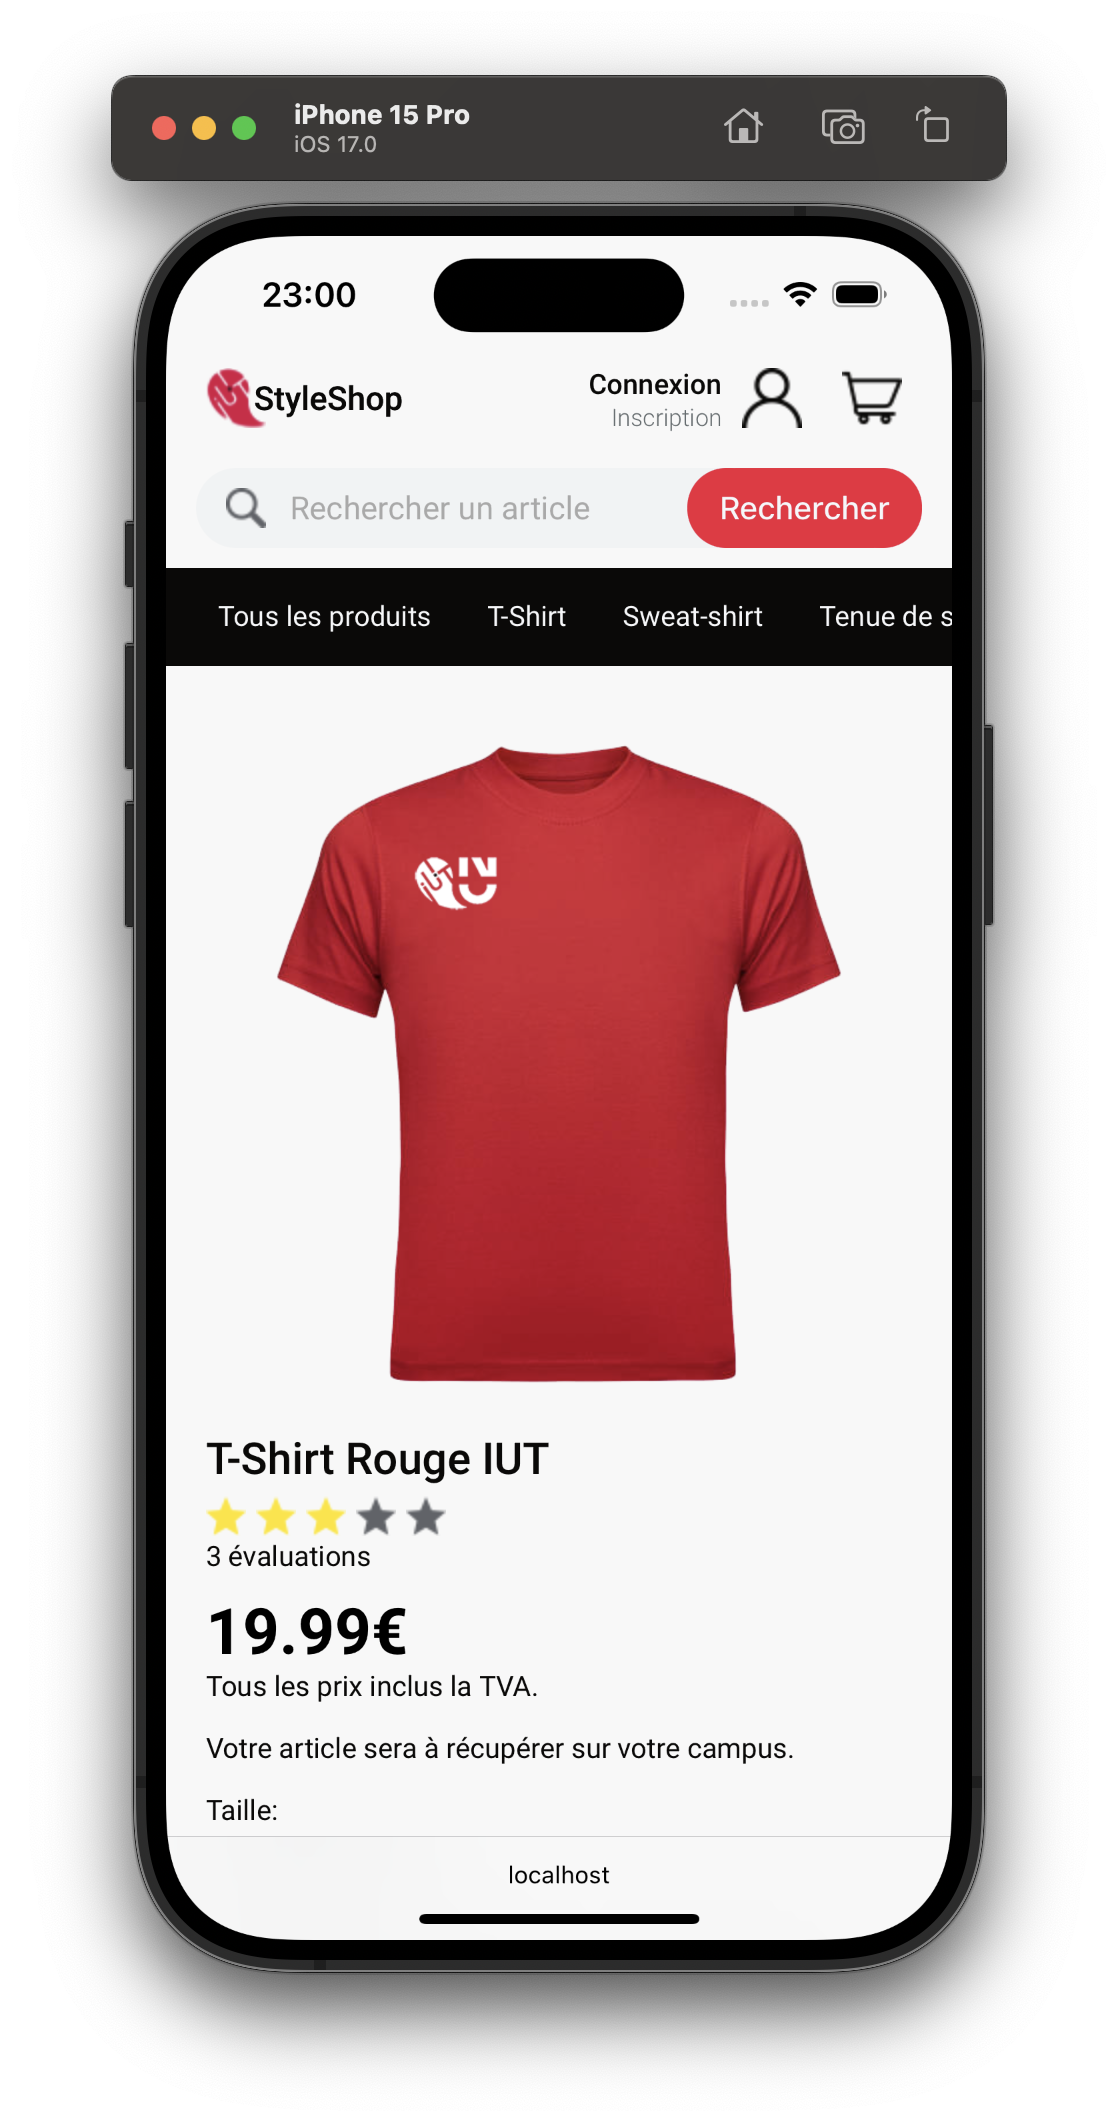 iPhone 15 Pro
iOS 17.0
23:00
StyleShop
Connexion
Inscription
Rechercher un article
Rechercher
Tous les produits
T-Shirt
Sweat-shirt
Tenue de s
IUT
T-Shirt Rouge IUT
3 évaluations
19.99€
Tous les prix inclus la TVA.
Votre article sera à récupérer sur votre campus.
Taille:
localhost